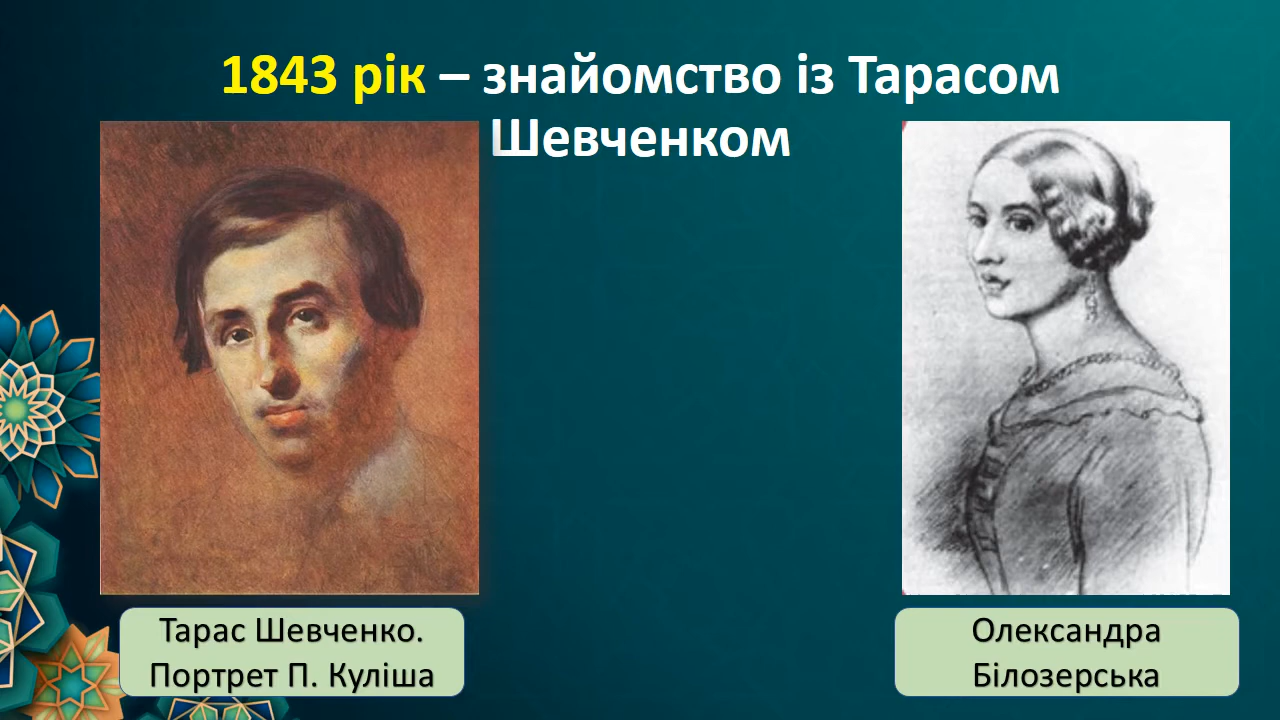 1843 рік – знайомство із Тарасом
Шевченком
Тарас Шевченко.
Портрет П. Куліша
Олександра
Білозерська